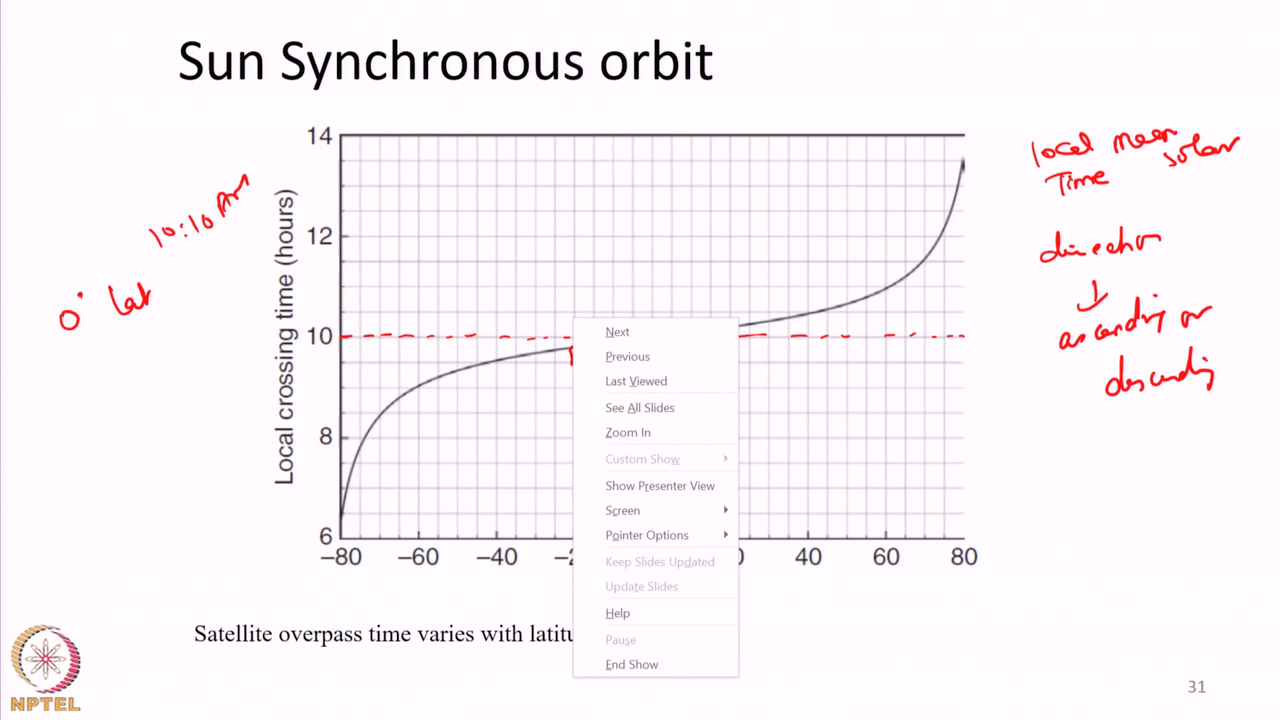 Sun Synchronous orbit
14
12
10
8
6
Local crossing time (hours)
−80
−60
−40
−2
0
40
60
80
10:10 AM
0° lat
local mean solar
Time
direction
↓
ascending or
descending
Next
Previous
Last Viewed
See All Slides
Zoom In
Custom Show
Show Presenter View
Screen
Pointer Options
Keep Slides Updated
Update Slides
Help
Pause
End Show
Satellite overpass time varies with latitu
31
NPTEL